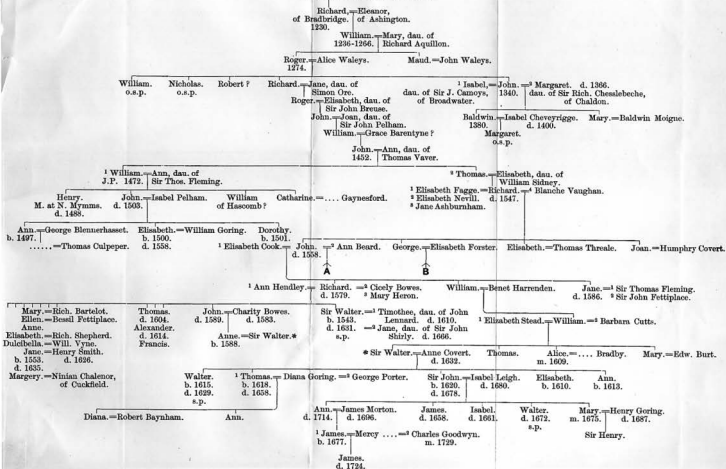 Richard,=Eleanor,
of Bradbridge. of Ashington.
1230.
William.=Mary, dau. of
1236-1266. Richard Aquillon.
Roger.=Alice Waleys. Maud.=John Waleys.
1274.
William. Nicholas. Robert ? Richard.=Jane, dau. of ¹ Isabel,=John.=² Margaret. d. 1366.
o.s.p. o.s.p. Simon Ore. dau. of Sir J. Camoys, 1340. dau. of Sir Rich. Chesslebeche,
Roger.=Elisabeth, dau. of of Broadwater. of Chaldon.
Sir John Breuse.
John.=Joan, dau. of Baldwin.=Isabel Cheveyrigge. Mary.=Baldwin Moigne.
Sir John Pelham. 1380. d. 1400.
William.=Grace Barentyne ? Margaret.
o.s.p.
John.=Ann, dau. of
1452. Thomas Vaver.
¹ William.=Ann, dau. of ² Thomas.=Elisabeth, dau. of
J.P. 1472. Sir Thos. Fleming. William Sidney.
¹ Elisabeth Fagge.=Richard.=⁴ Blanche Vaughan.
Henry. John.=Isabel Pelham. William Catharine.=.... Gaynesford. ² Elisabeth Nevill. d. 1547.
M. at N. Mymms. d. 1503. of Hascomb ? ³ Jane Ashburnham.
d. 1488.
Ann.=George Blennerhasset. Elisabeth.=William Goring. Dorothy.
b. 1497. b. 1500. b. 1501.
......=Thomas Culpeper. d. 1558. ¹ Elisabeth Cook.=John.=² Ann Beard. George.=Elisabeth Forster. Elisabeth.=Thomas Threale. Joan.=Humphry Covert.
d. 1558.
A B
¹ Ann Hendley.=Richard.=² Cicely Bowes. William.=Benet Harrenden. Jane.=¹ Sir Thomas Fleming.
d. 1579. ³ Mary Heron. d. 1586. ² Sir John Fettiplace.
Mary.=Rich. Bartelot. Thomas. John.=Charity Bowes. Sir Walter.=¹ Timothee, dau. of John
Ellen.=Bessil Fettiplace. d. 1604. d. 1589. d. 1583. b. 1543. Lennard. d. 1610. ¹ Elizabeth Stead.=William.=² Barbara Cutts.
Anne. Alexander. d. 1631.=² Jane, dau. of Sir John
Elisabeth.=Rich. Shepherd. d. 1614. Anne.=Sir Walter.* s.p. Shirly. d. 1666.
Dulcibella.=Will. Vyne. Francis. b. 1588.
Jane.=Henry Smith. * Sir Walter.=Anne Covert. Thomas. Alice.=.... Bradby. Mary.=Edw. Burt.
b. 1553. d. 1626. d. 1632. m. 1609.
d. 1635.
Margery.=Ninian Chalenor, Walter. ¹ Thomas.=Diana Goring.=² George Porter. Sir John.=Isabel Leigh. Elisabeth. Ann.
of Cuckfield. b. 1615. b. 1618. b. 1620. d. 1680. b. 1610. b. 1613.
d. 1629. d. 1658. d. 1678.
s.p.
Diana.=Robert Baynham. Ann. Ann.=James Morton. James. Isabel. Walter. Mary.=Henry Goring.
d. 1714. d. 1696. d. 1658. d. 1661. d. 1672. m. 1675. d. 1687.
s.p.
Sir Henry.
¹ James.=Mercy ....=² Charles Goodwyn.
b. 1677. m. 1729.
James.
d. 1724.